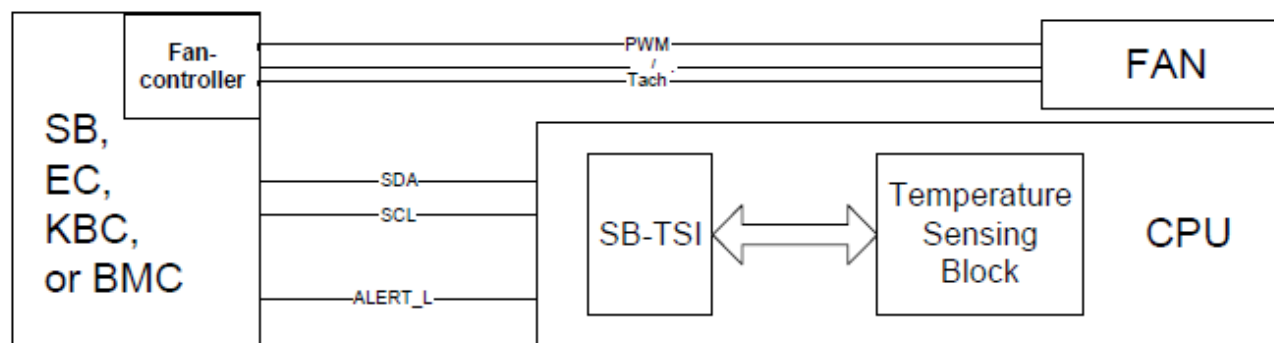 Fan-
controller
PWM
/
Tach
FAN
SB,
EC,
KBC,
or BMC
SDA
SCL
ALERT_L
SB-TSI
Temperature
Sensing
Block
CPU